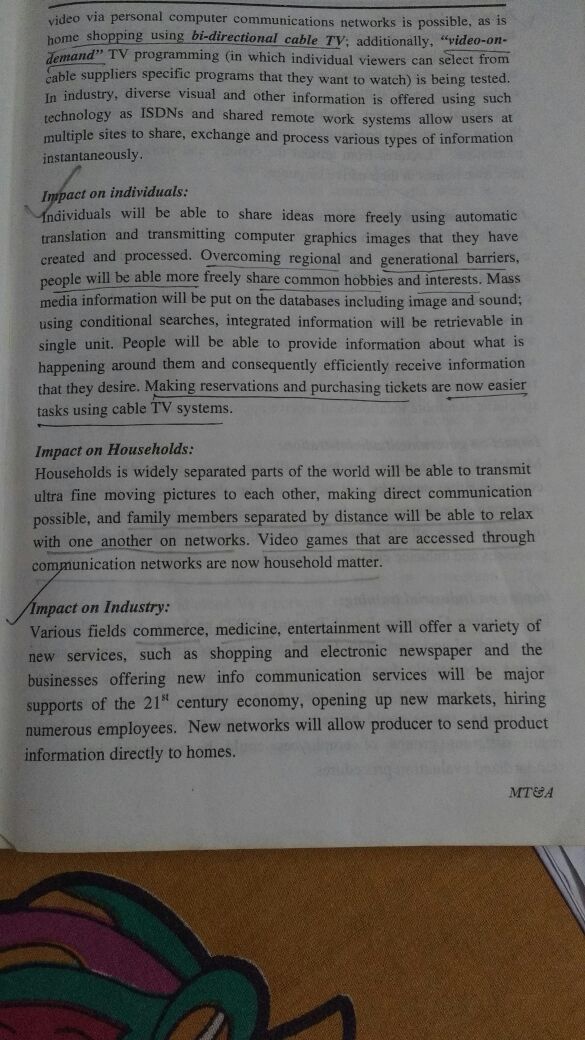 video via personal computer communications networks is possible, as is
home shopping using bi-directional cable TV; additionally, “video-on-
demand” TV programming (in which individual viewers can select from
cable suppliers specific programs that they want to watch) is being tested.
In industry, diverse visual and other information is offered using such
technology as ISDNs and shared remote work systems allow users at
multiple sites to share, exchange and process various types of information
instantaneously.
Impact on individuals:
Individuals will be able to share ideas more freely using automatic
translation and transmitting computer graphics images that they have
created and processed. Overcoming regional and generational barriers,
people will be able more freely share common hobbies and interests. Mass
media information will be put on the databases including image and sound;
using conditional searches, integrated information will be retrievable in
single unit. People will be able to provide information about what is
happening around them and consequently efficiently receive information
that they desire. Making reservations and purchasing tickets are now easier
tasks using cable TV systems.
Impact on Households:
Households is widely separated parts of the world will be able to transmit
ultra fine moving pictures to each other, making direct communication
possible, and family members separated by distance will be able to relax
with one another on networks. Video games that are accessed through
communication networks are now household matter.
Impact on Industry:
Various fields commerce, medicine, entertainment will offer a variety of
new services, such as shopping and electronic newspaper and the
businesses offering new info communication services will be major
supports of the 21st century economy, opening up new markets, hiring
numerous employees. New networks will allow producer to send product
information directly to homes.
MT&A